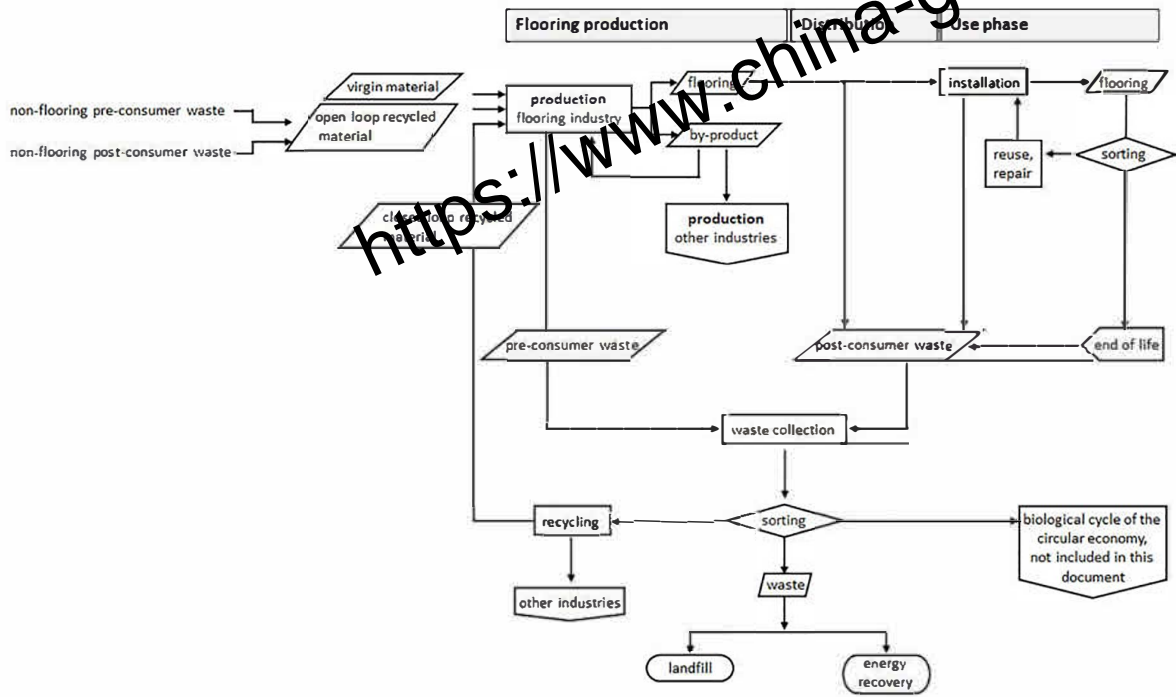 Flooring production
Distribution
Use phase
virgin material
non-flooring pre-consumer waste
open loop recycled
material
non-flooring post-consumer waste
production
flooring industry
flooring
by-product
installation
flooring
reuse,
repair
sorting
closed loop recycled
material
production
other industries
pre-consumer waste
post-consumer waste
end of life
waste collection
recycling
sorting
biological cycle of the
circular economy,
not included in this
document
waste
other industries
landfill
energy
recovery
https://www.china-g